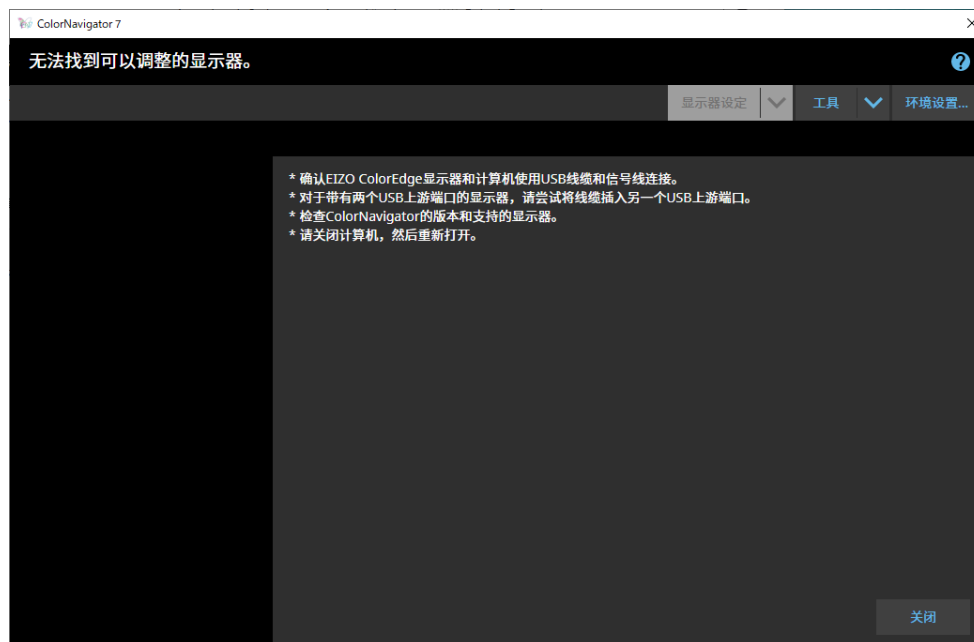 ColorNavigator 7
无法找到可以调整的显示器。
显示器设定
工具
环境设置...
* 确认EIZO ColorEdge显示器和计算机使用USB线缆和信号线连接。
* 对于带有两个USB上游端口的显示器，请尝试将线缆插入另一个USB上游端口。
* 检查ColorNavigator的版本和支持的显示器。
* 请关闭计算机，然后重新打开。
关闭